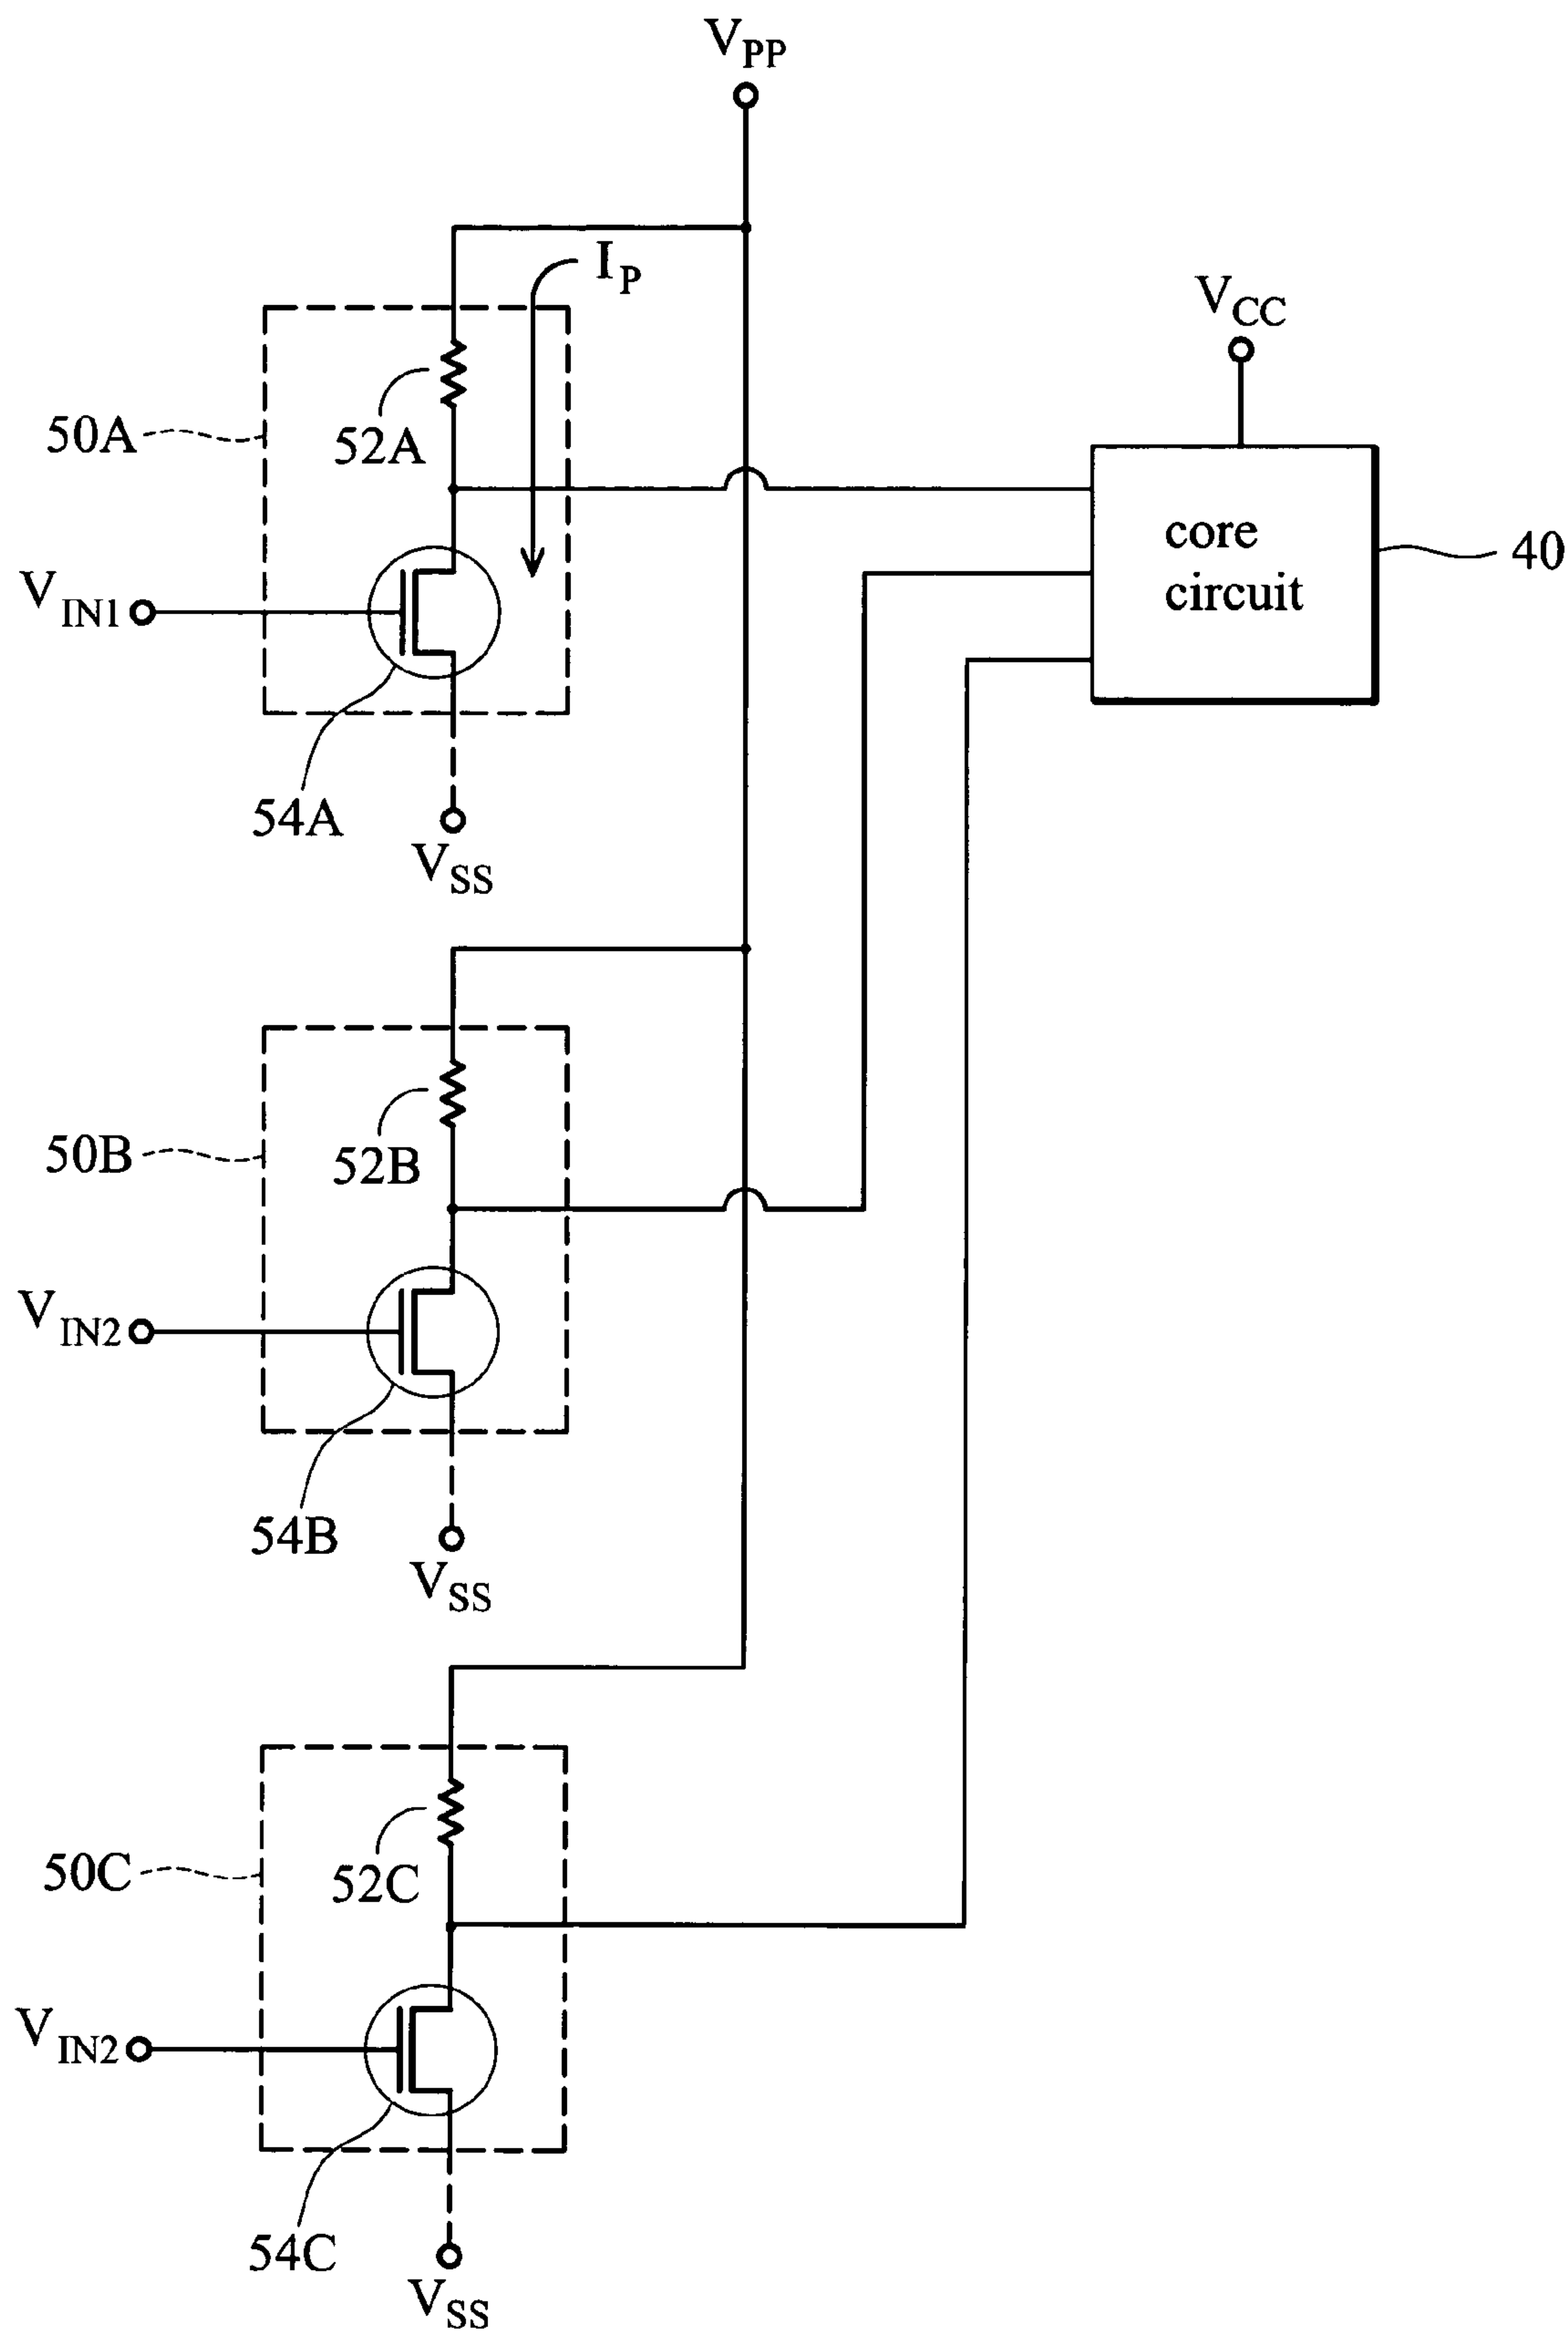 VPP
IP
VCC
50A
52A
core
circuit
40
VIN1
54A
VSS
50B
52B
VIN2
54B
VSS
50C
52C
VIN2
54C
VSS